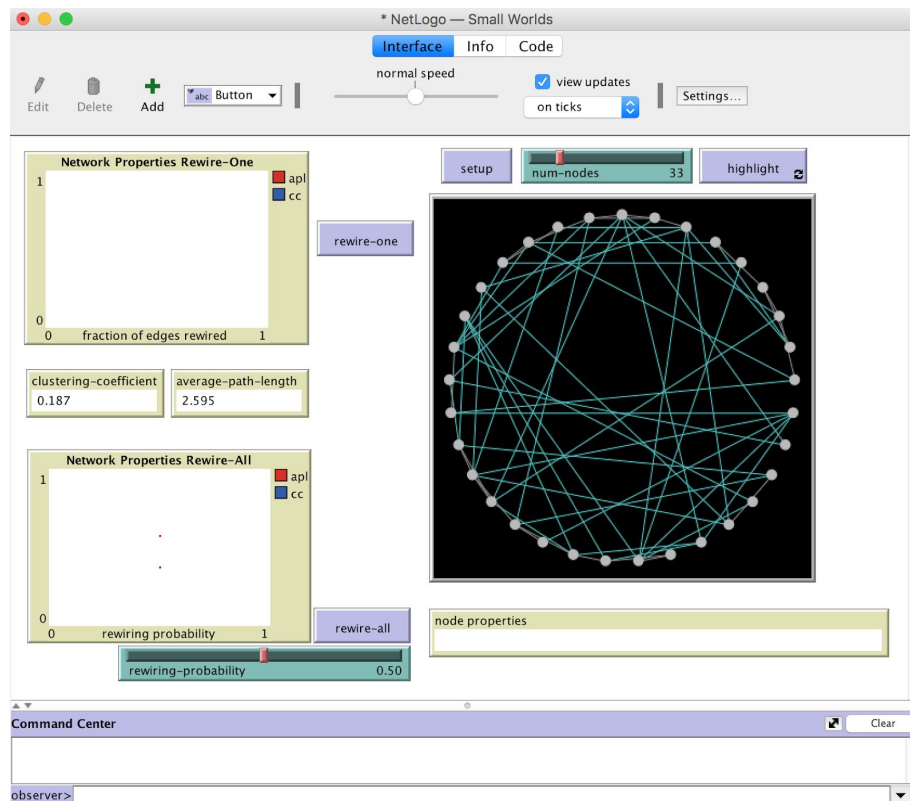 * NetLogo — Small Worlds
Interface Info Code
Edit Delete Add abc Button
normal speed
view updates
on ticks
Settings...
Network Properties Rewire-One
1
apl
cc
0
0 fraction of edges rewired 1
rewire-one
setup
num-nodes 33
highlight
clustering-coefficient
0.187
average-path-length
2.595
Network Properties Rewire-All
1
apl
cc
0
0 rewiring probability 1
rewire-all
rewiring-probability 0.50
node properties
Command Center
Clear
observer>